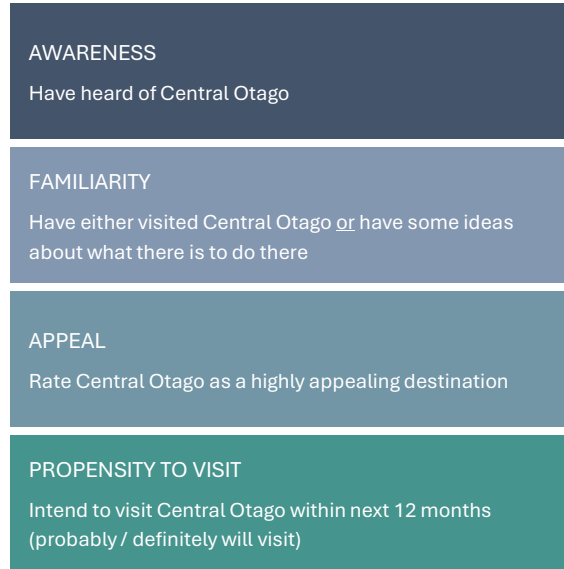 AWARENESS
Have heard of Central Otago
FAMILIARITY
Have either visited Central Otago or have some ideas
about what there is to do there
APPEAL
Rate Central Otago as a highly appealing destination
PROPENSITY TO VISIT
Intend to visit Central Otago within next 12 months
(probably / definitely will visit)